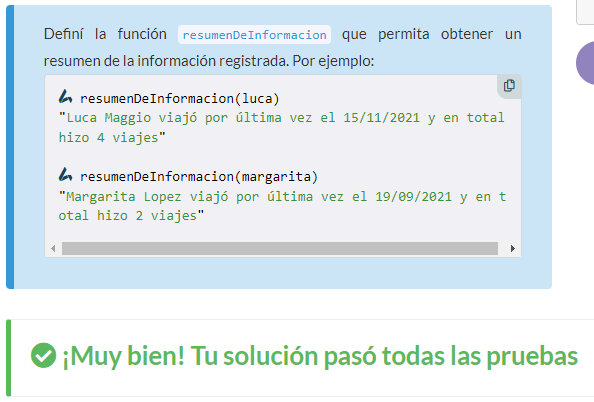 Definí la función resumenDeInformacion que permita obtener un
resumen de la información registrada. Por ejemplo:
resumenDeInformacion(luca)
"Luca Maggio viajó por última vez el 15/11/2021 y en total
hizo 4 viajes"
resumenDeInformacion(margarita)
"Margarita Lopez viajó por última vez el 19/09/2021 y en t
otal hizo 2 viajes"
¡Muy bien! Tu solución pasó todas las pruebas